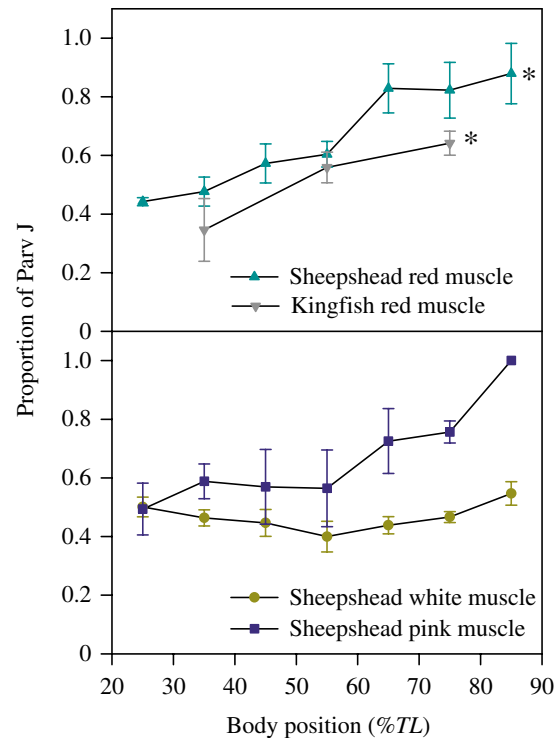 1.0
0.8
0.6
0.4
0.2
0
*
*
Sheepshead red muscle
Kingfish red muscle
Proportion of Parv J
1.0
0.8
0.6
0.4
0.2
0
Sheepshead white muscle
Sheepshead pink muscle
20 30 40 50 60 70 80 90
Body position (%TL)